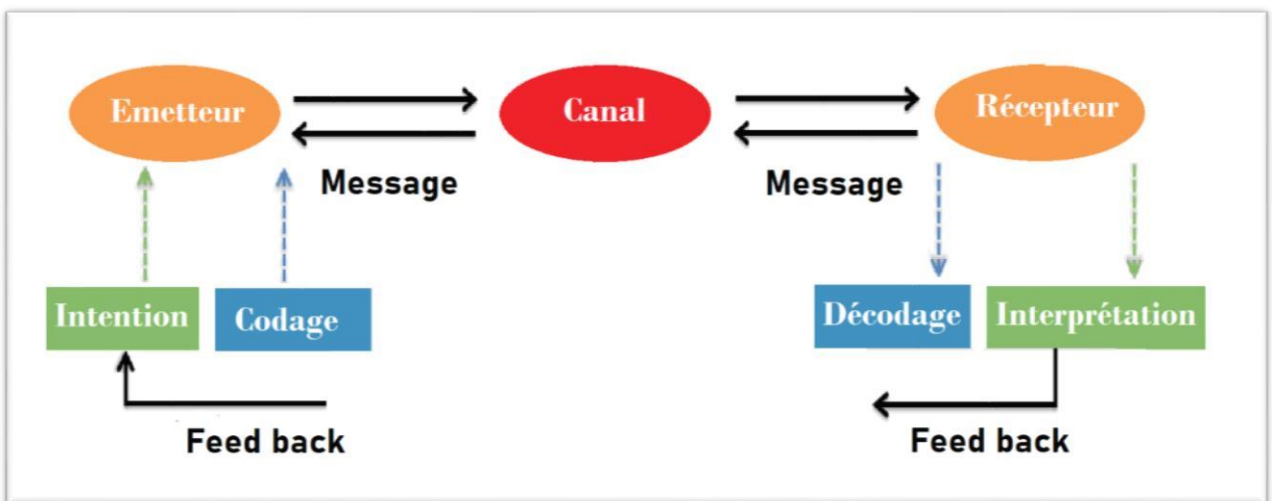 Emetteur
Canal
Récepteur
Message
Message
Intention
Codage
Décodage
Interprétation
Feed back
Feed back